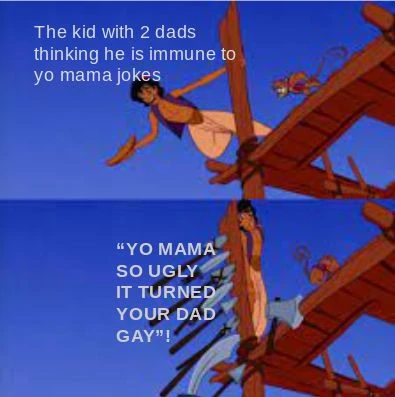 The kid with 2 dads
thinking he is immune to
yo mama jokes
“YO MAMA
SO UGLY
IT TURNED
YOUR DAD
GAY”!